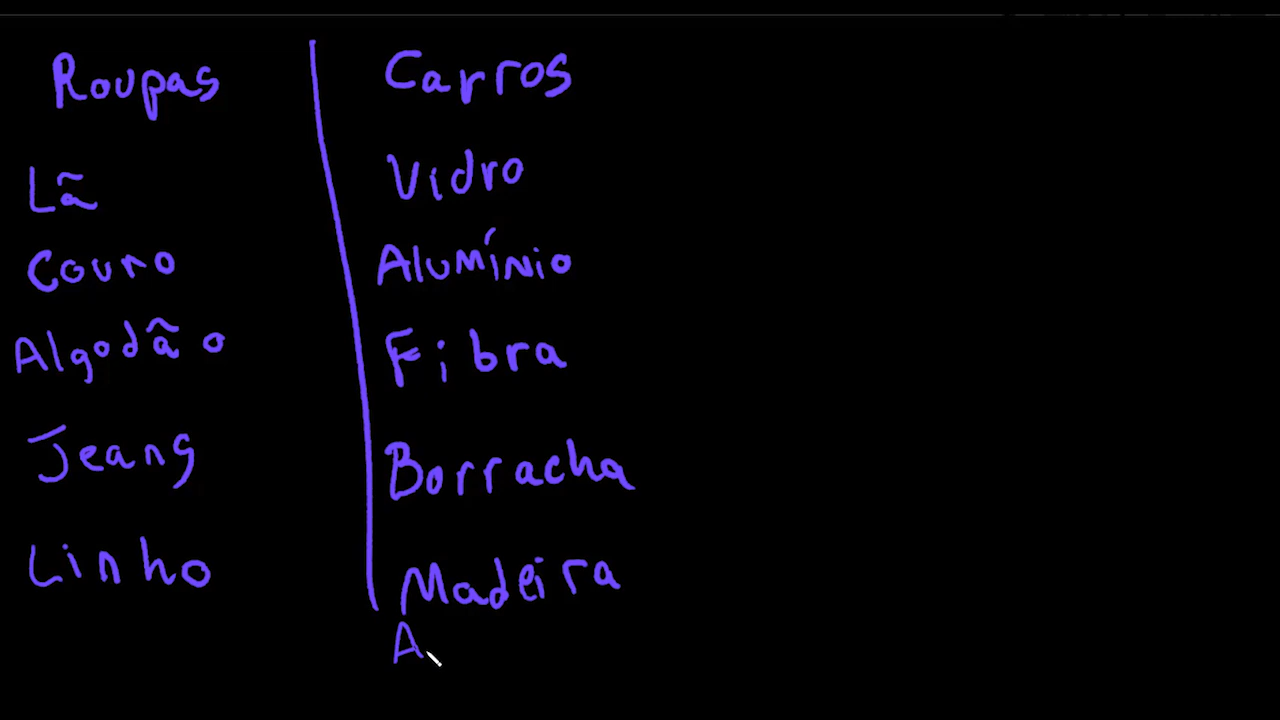 Roupas
Lã
Couro
Algodão
Jeans
Linho
Carros
Vidro
Alumínio
Fibra
Borracha
Madeira
A